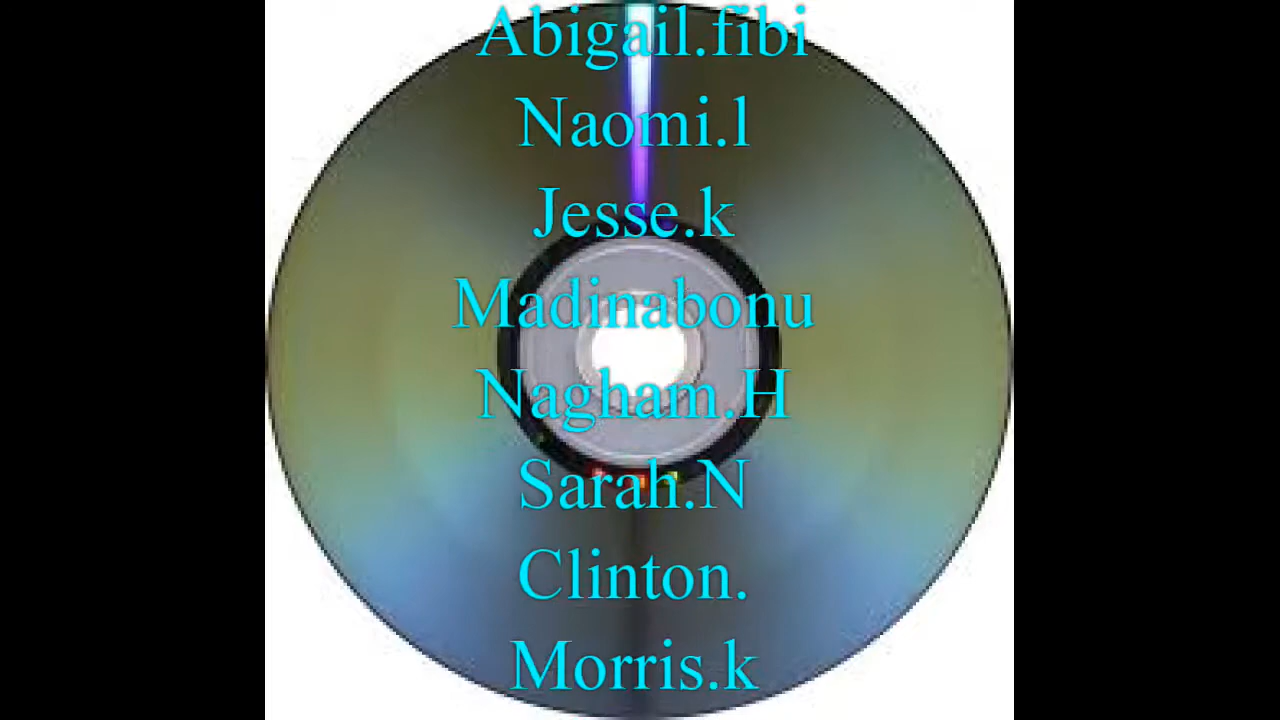 Abigail.fibi
Naomi.l
Jesse.k
Madinabonu
Nagham.H
Sarah.N
Clinton.
Morris.k